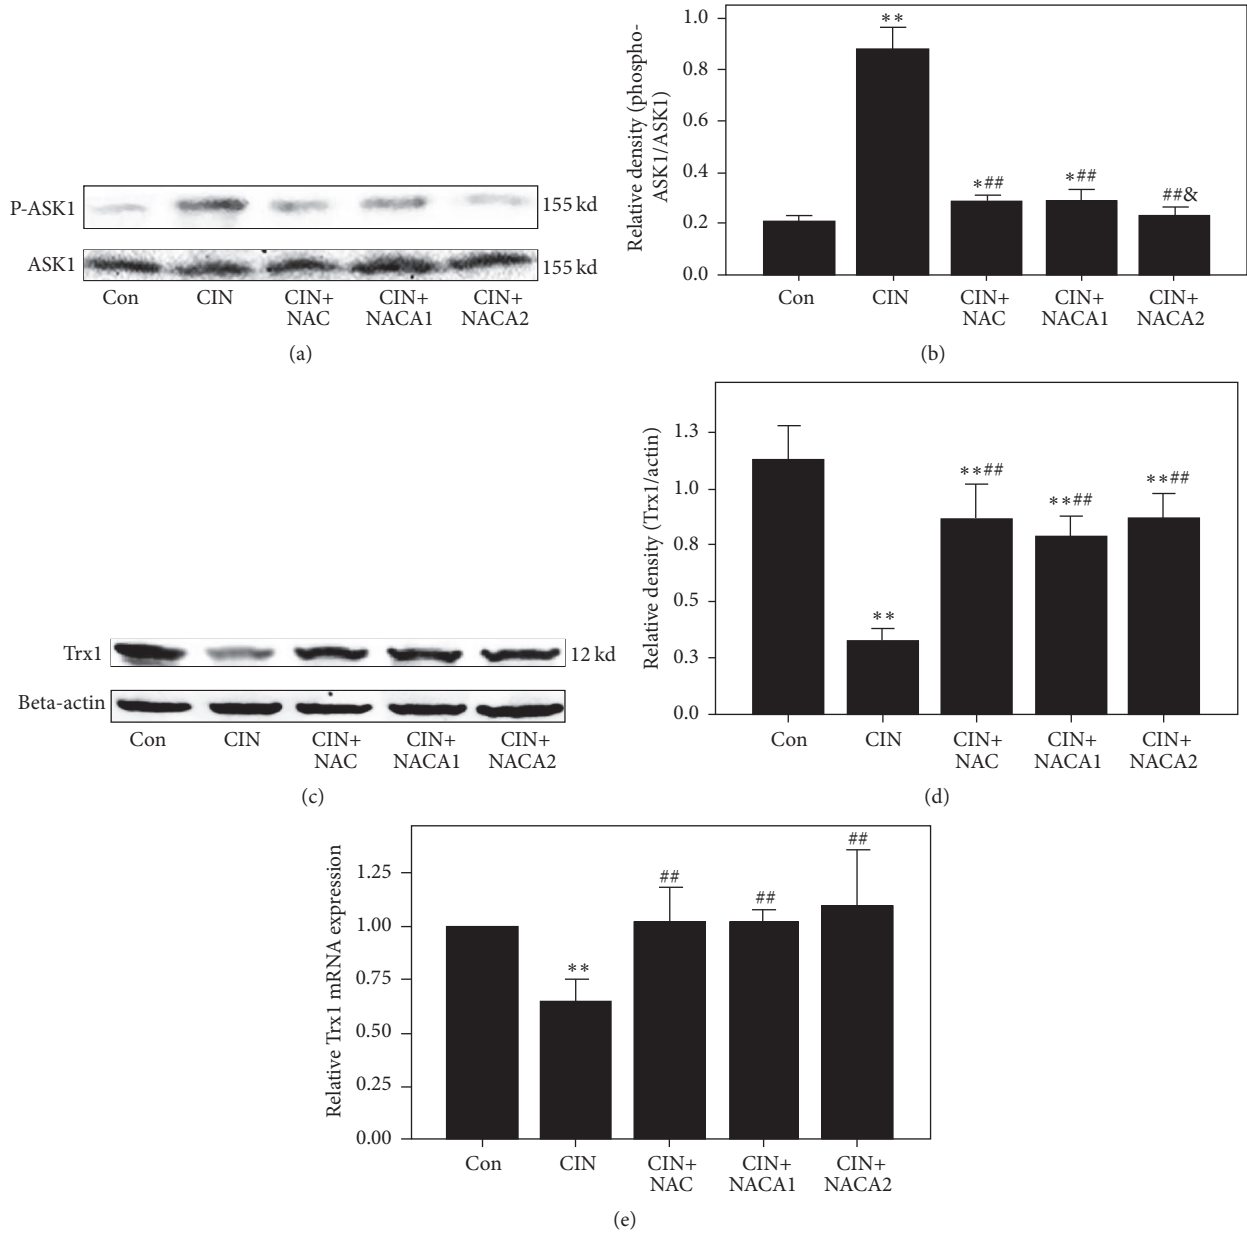 P-ASK1
155 kd
ASK1
155 kd
Con
CIN
CIN+
NAC
CIN+
NACA1
CIN+
NACA2
(a)
Relative density (phospho-
ASK1/ASK1)
1.0
0.8
0.6
0.4
0.2
0.0
**
*##
*##
##&
Con
CIN
CIN+
NAC
CIN+
NACA1
CIN+
NACA2
(b)
Trx1
12 kd
Beta-actin
Con
CIN
CIN+
NAC
CIN+
NACA1
CIN+
NACA2
(c)
Relative density (Trx1/actin)
1.3
1.0
0.8
0.5
0.3
0.0
**
**##
**##
**##
Con
CIN
CIN+
NAC
CIN+
NACA1
CIN+
NACA2
(d)
Relative Trx1 mRNA expression
1.25
1.00
0.75
0.50
0.25
0.00
**
##
##
##
Con
CIN
CIN+
NAC
CIN+
NACA1
CIN+
NACA2
(e)